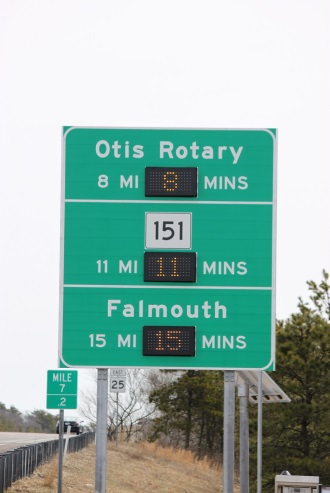 Otis Rotary
8 MI 8 MINS
151
11 MI 11 MINS
Falmouth
15 MI 15 MINS
MILE
7
.2
EAST
25